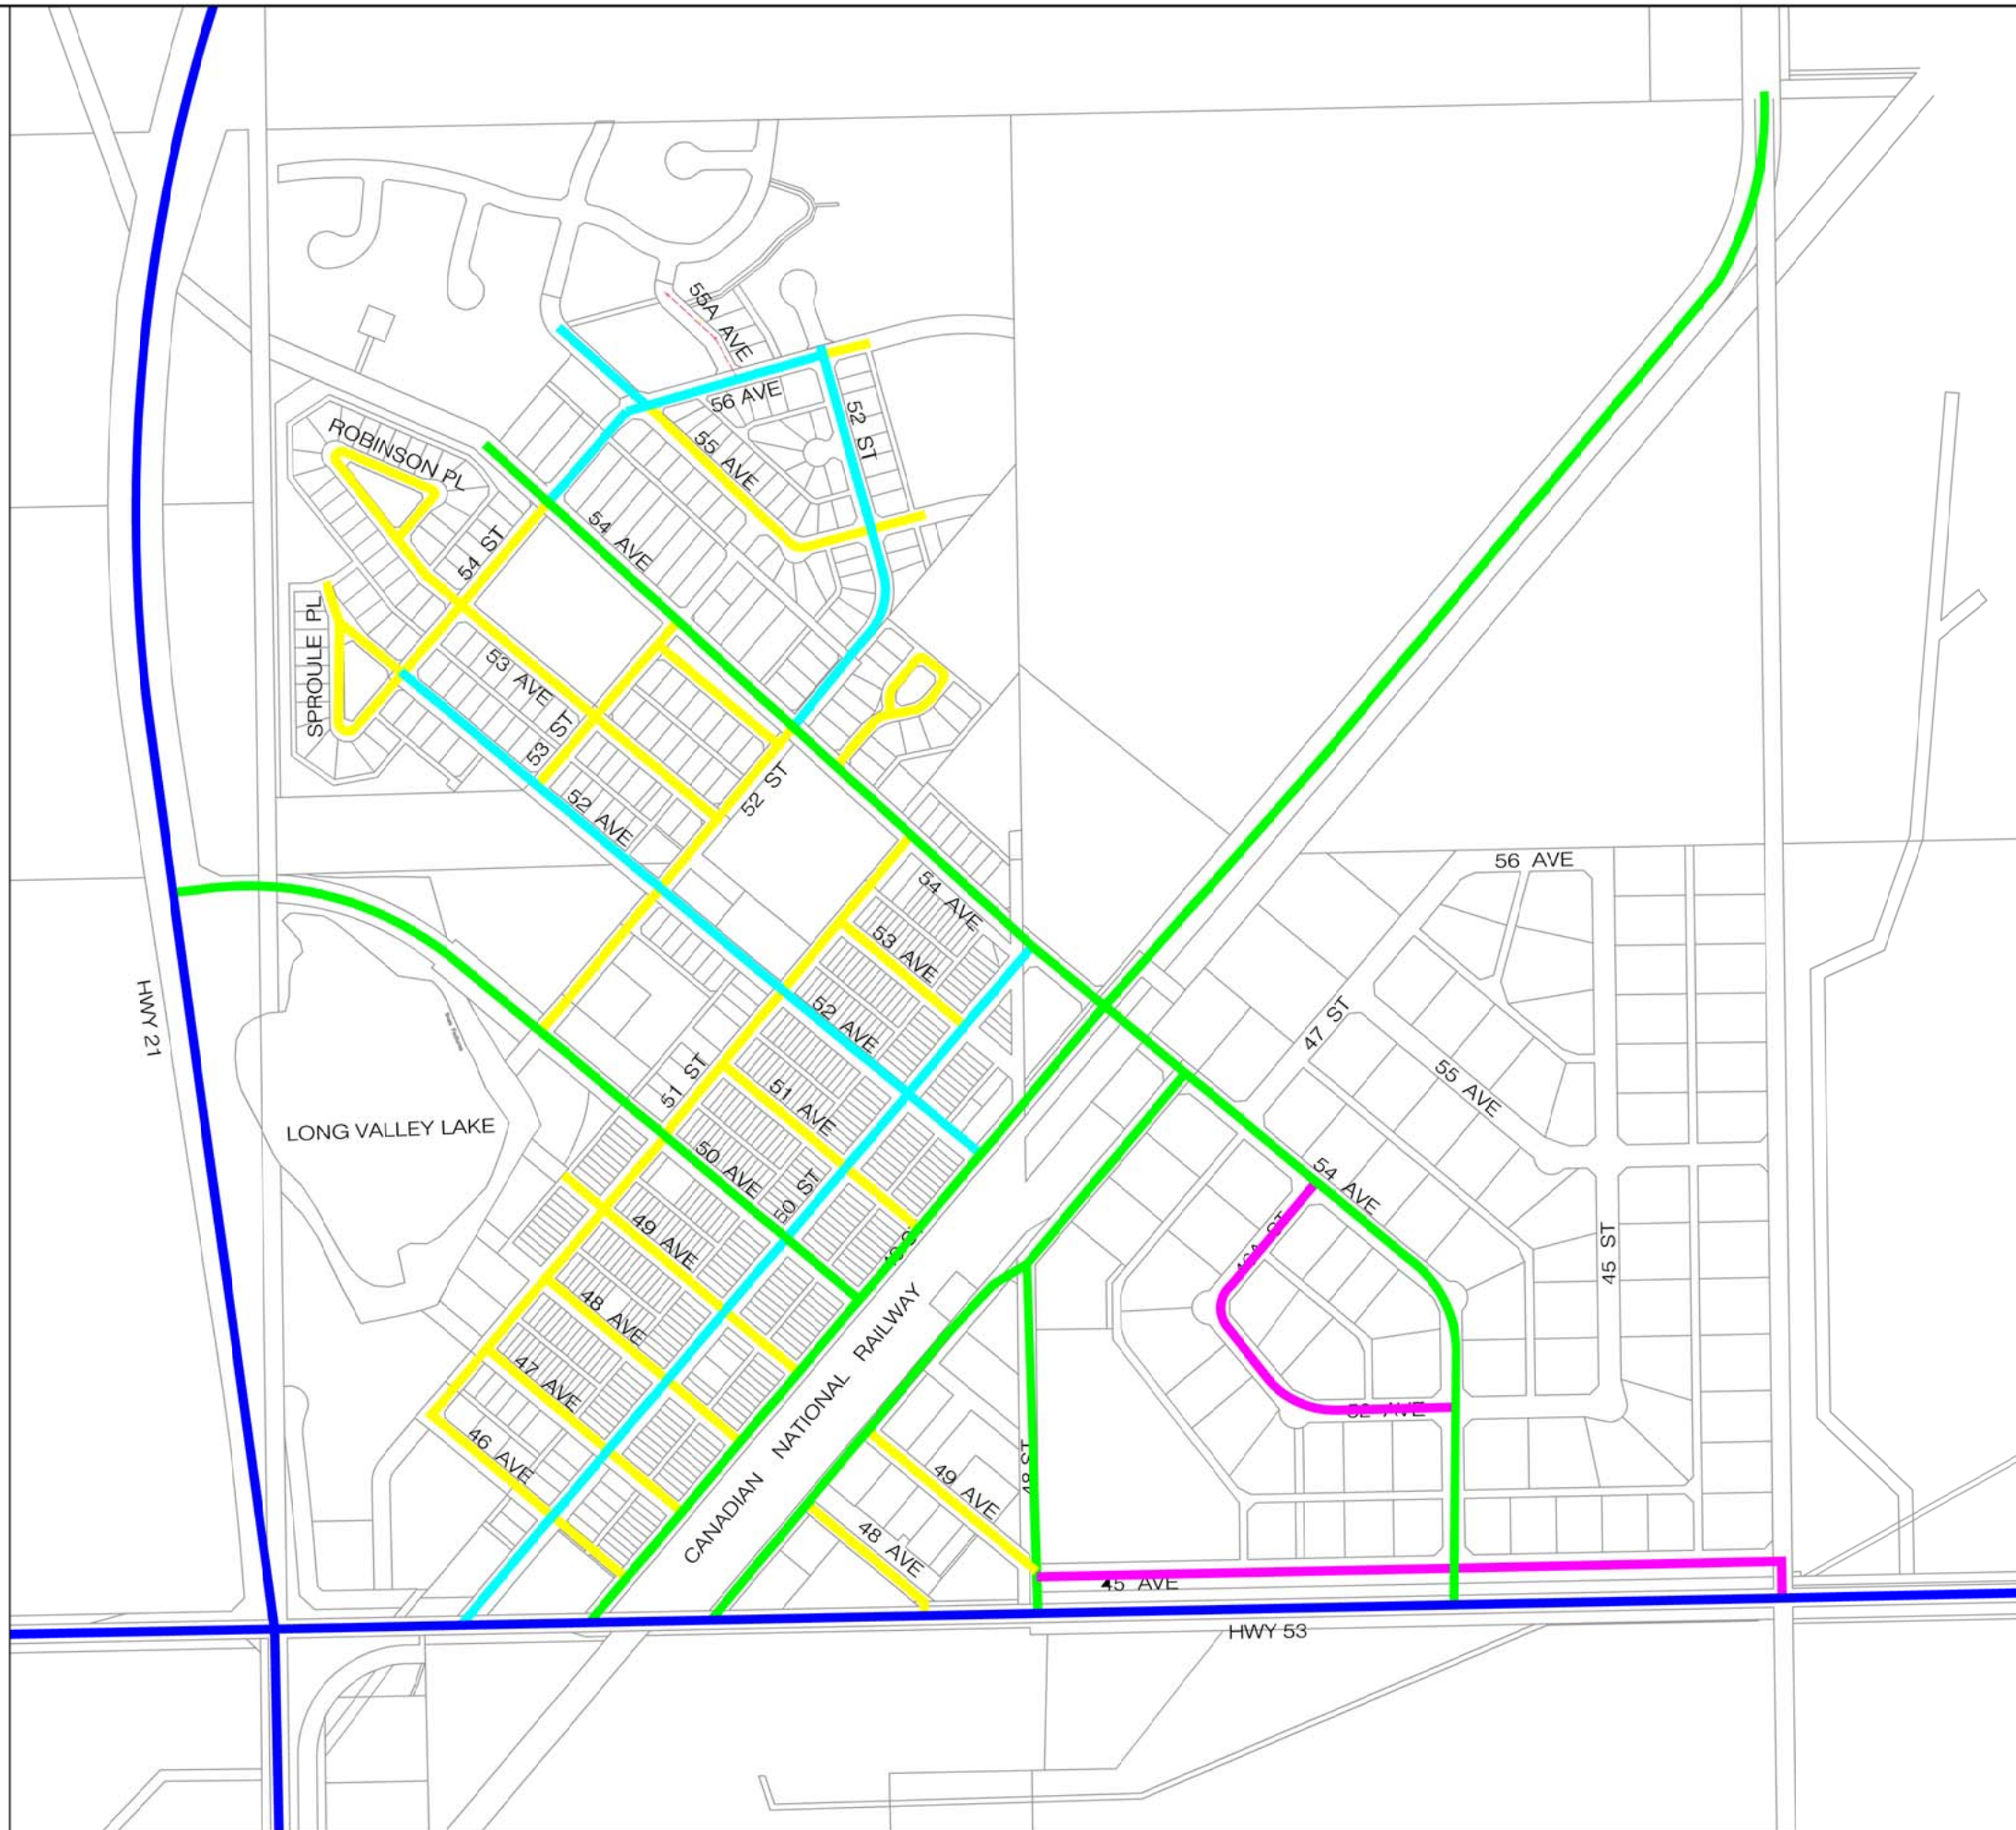 55A AVE
56 AVE
52 ST
ROBINSON PL
55 AVE
54 AVE
54 ST
SPROULE PL
53 AVE
53 ST
52 ST
52 AVE
56 AVE
54 AVE
53 AVE
HWY 21
52 AVE
47 ST
51 ST
55 AVE
51 AVE
LONG VALLEY LAKE
50 AVE
50 ST
54 AVE
49 AVE
45 ST
48 AVE
CANADIAN NATIONAL RAILWAY
47 AVE
52 AVE
46 AVE
48 ST
49 AVE
48 AVE
45 AVE
HWY 53